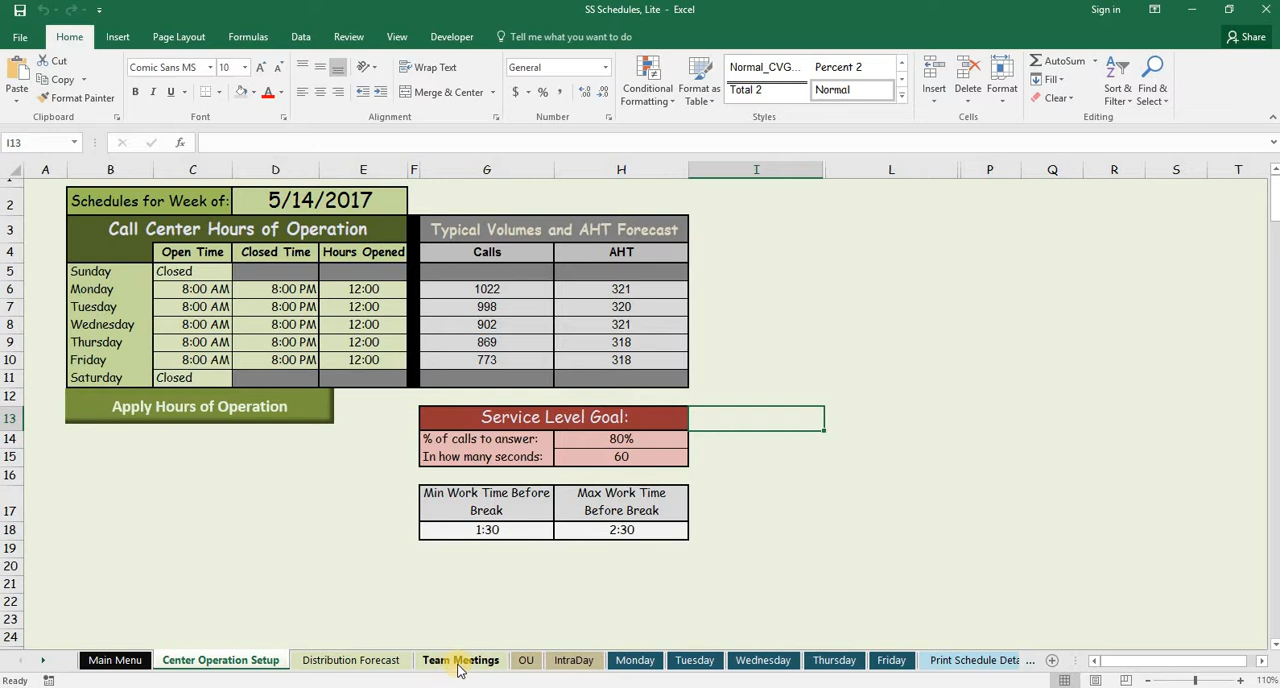 SS Schedules, Lite - Excel
Sign in
File Home Insert Page Layout Formulas Data Review View Developer Tell me what you want to do Share
Paste
Cut
Copy
Format Painter
Clipboard
Comic Sans MS 10
B I U
Font
Wrap Text
Merge & Center
Alignment
General
$ % ,
Number
Conditional Formatting
Format as Table
Normal_CVG... Percent 2
Total 2 Normal
Styles
Insert Delete Format
Cells
AutoSum
Fill
Clear
Sort & Filter
Find & Select
Editing
I13
A B C D E F G H I L P Q R S T
2 Schedules for Week of: 5/14/2017
3 Call Center Hours of Operation Typical Volumes and AHT Forecast
4 Open Time Closed Time Hours Opened Calls AHT
5 Sunday Closed
6 Monday 8:00 AM 8:00 PM 12:00 1022 321
7 Tuesday 8:00 AM 8:00 PM 12:00 998 320
8 Wednesday 8:00 AM 8:00 PM 12:00 902 321
9 Thursday 8:00 AM 8:00 PM 12:00 869 318
10 Friday 8:00 AM 8:00 PM 12:00 773 318
11 Saturday Closed
12 Apply Hours of Operation
13 Service Level Goal:
14 % of calls to answer: 80%
15 In how many seconds: 60
16
17 Min Work Time Before Break Max Work Time Before Break
18 1:30 2:30
19
20
21
22
23
24
Main Menu Center Operation Setup Distribution Forecast Team Meetings OU IntraDay Monday Tuesday Wednesday Thursday Friday Print Schedule Deta ...
Ready 110%